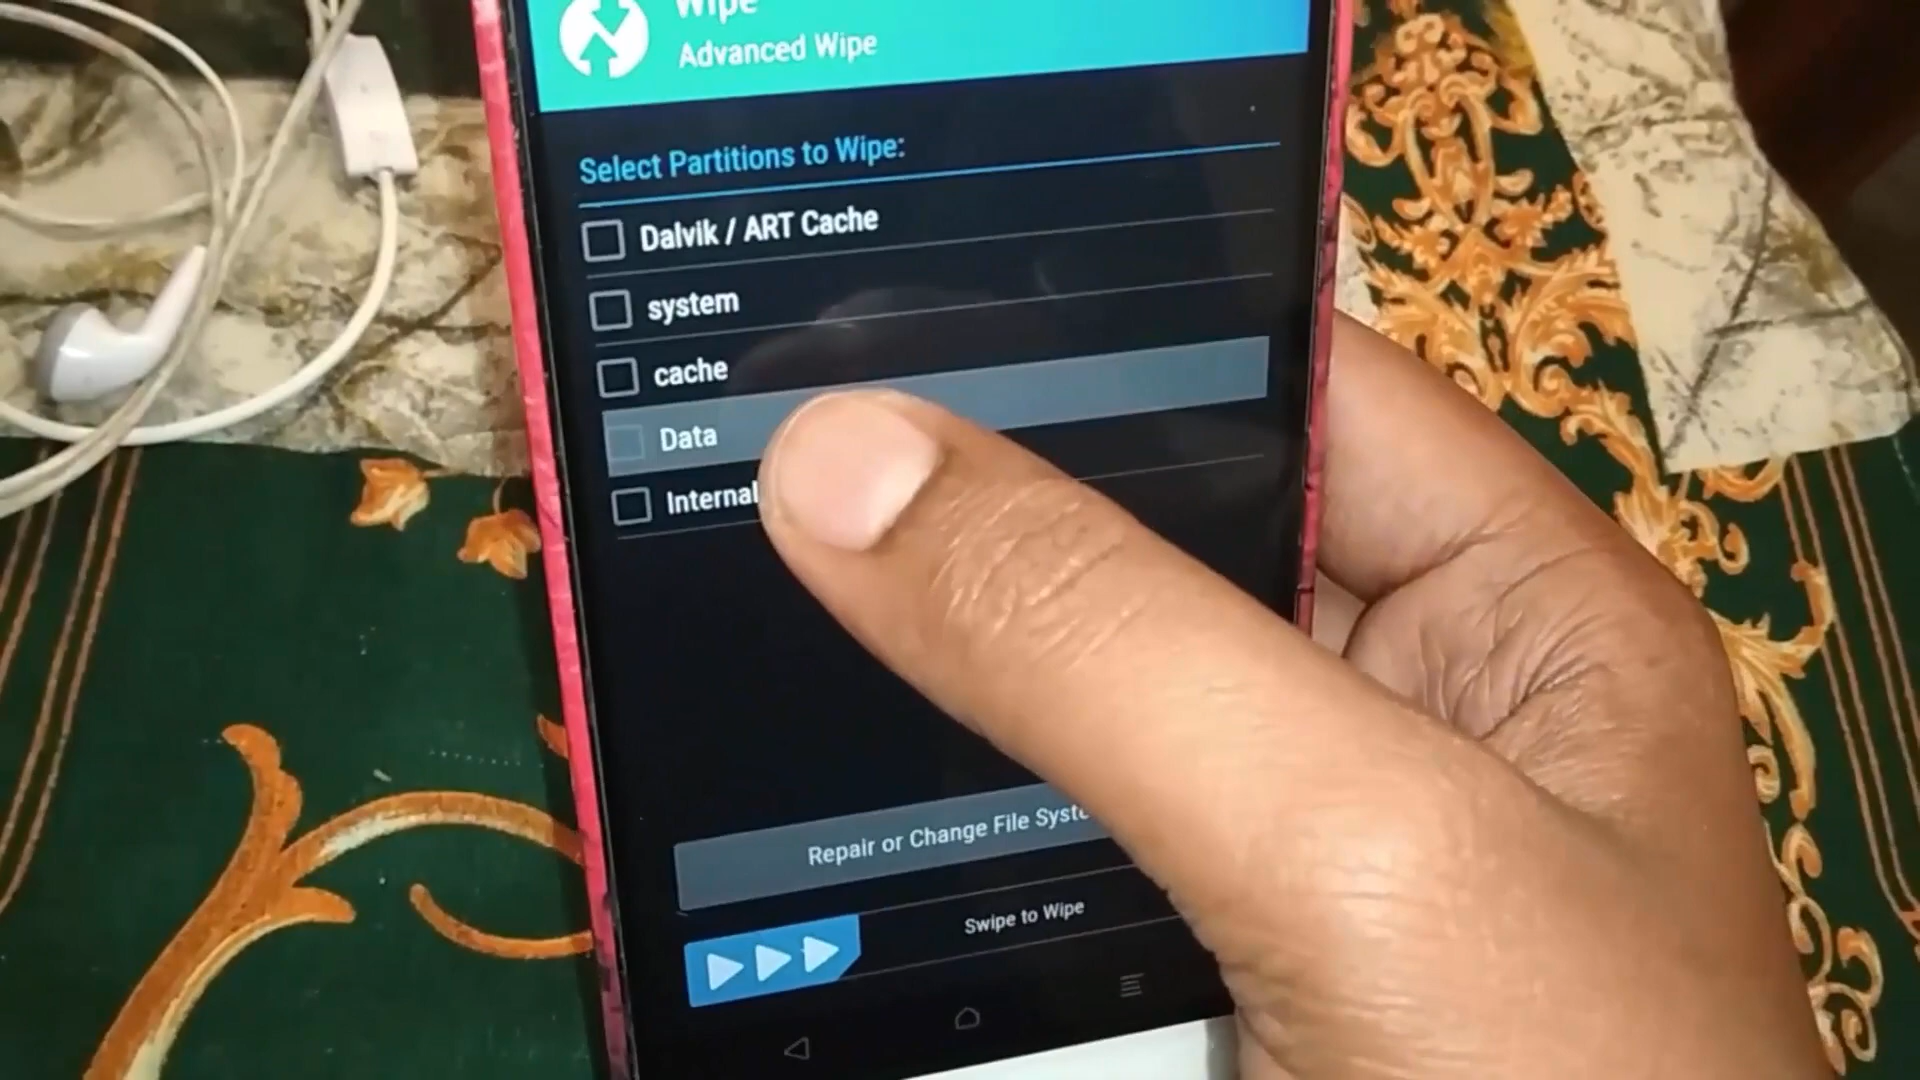 Wipe
Advanced Wipe
Select Partitions to Wipe:
Dalvik / ART Cache
system
cache
Data
Internal
Repair or Change File Syste
Swipe to Wipe